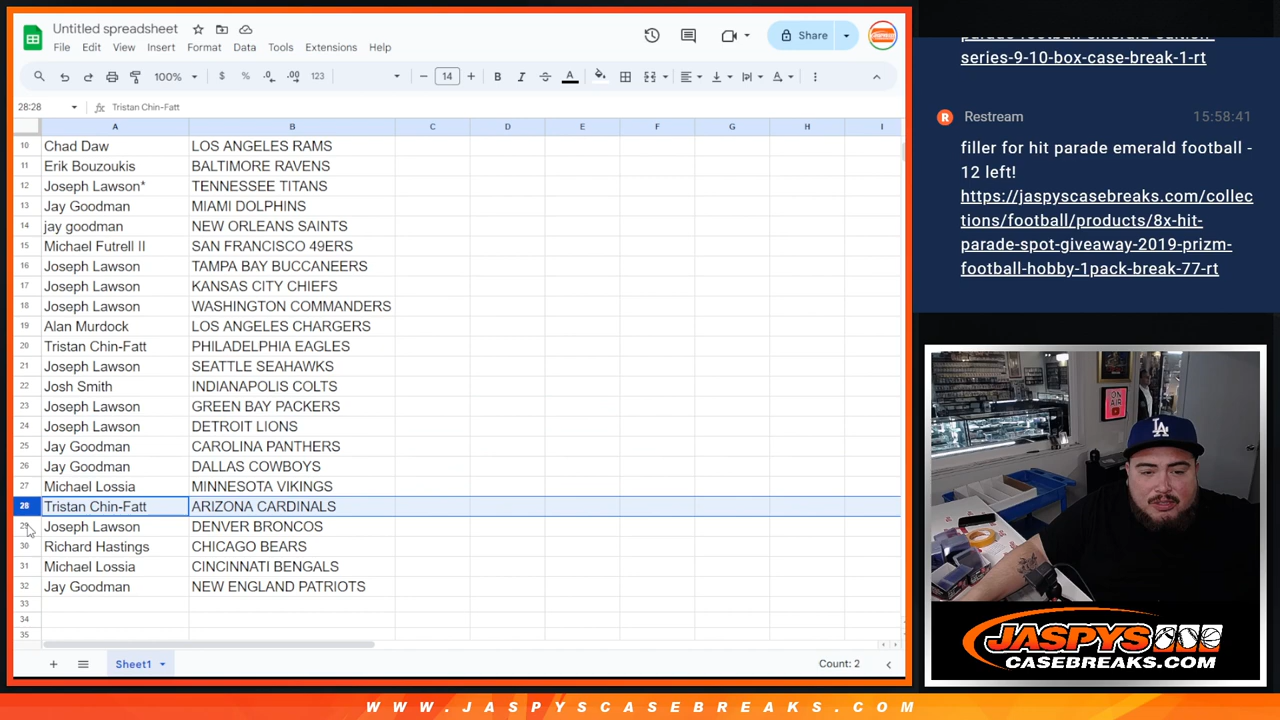 Untitled spreadsheet
File Edit View Insert Format Data Tools Extensions Help
Share
100% $ % .0 .00 123 14 B I A
28:28 fx Tristan Chin-Fatt
A B C D E F G H I
10 Chad Daw LOS ANGELES RAMS
11 Erik Bouzoukis BALTIMORE RAVENS
12 Joseph Lawson* TENNESSEE TITANS
13 Jay Goodman MIAMI DOLPHINS
14 jay goodman NEW ORLEANS SAINTS
15 Michael Futrell II SAN FRANCISCO 49ERS
16 Joseph Lawson TAMPA BAY BUCCANEERS
17 Joseph Lawson KANSAS CITY CHIEFS
18 Joseph Lawson WASHINGTON COMMANDERS
19 Alan Murdock LOS ANGELES CHARGERS
20 Tristan Chin-Fatt PHILADELPHIA EAGLES
21 Joseph Lawson SEATTLE SEAHAWKS
22 Josh Smith INDIANAPOLIS COLTS
23 Joseph Lawson GREEN BAY PACKERS
24 Joseph Lawson DETROIT LIONS
25 Jay Goodman CAROLINA PANTHERS
26 Jay Goodman DALLAS COWBOYS
27 Michael Lossia MINNESOTA VIKINGS
28 Tristan Chin-Fatt ARIZONA CARDINALS
29 Joseph Lawson DENVER BRONCOS
30 Richard Hastings CHICAGO BEARS
31 Michael Lossia CINCINNATI BENGALS
32 Jay Goodman NEW ENGLAND PATRIOTS
33
34
35
Sheet1 Count: 2
parade-football-emerald-edition-
series-9-10-box-case-break-1-rt
R Restream 15:58:41
filler for hit parade emerald football -
12 left!
https://jaspyscasebreaks.com/collec
tions/football/products/8x-hit-
parade-spot-giveaway-2019-prizm-
football-hobby-1pack-break-77-rt
ON
AIR
LA
JASPYS
CASEBREAKS.COM
WWW.JASPYSCASEBREAKS.COM